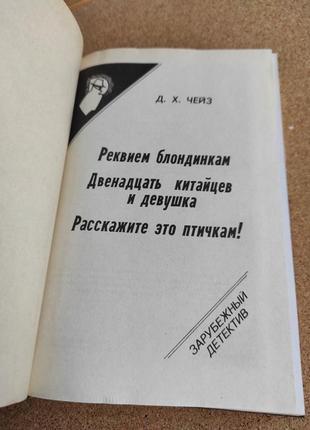 Д. Х. ЧЕЙЗ
Реквием блондинкам
Двенадцать китайцев
и девушка
Расскажите это птичкам!
ЗАРУБЕЖНЫЙ
ДЕТЕКТИВ